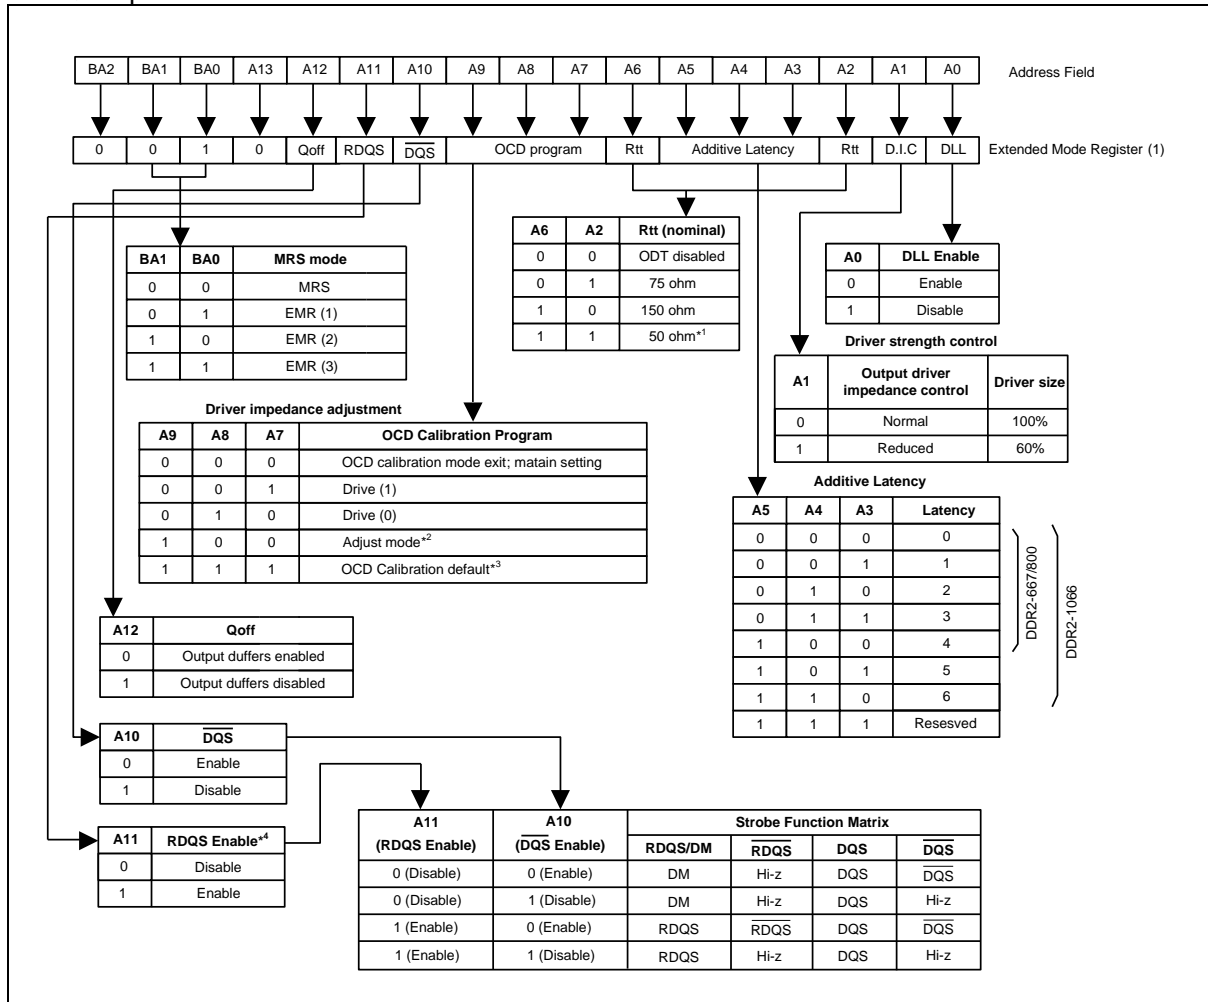 BA2 BA1 BA0 A13 A12 A11 A10 A9 A8 A7 A6 A5 A4 A3 A2 A1 A0 Address Field
0 0 1 0 Qoff RDQS D̅Q̅S̅ OCD program Rtt Additive Latency Rtt D.I.C DLL Extended Mode Register (1)
BA1 BA0 MRS mode
0 0 MRS
0 1 EMR (1)
1 0 EMR (2)
1 1 EMR (3)
A6 A2 Rtt (nominal)
0 0 ODT disabled
0 1 75 ohm
1 0 150 ohm
1 1 50 ohm*1
A0 DLL Enable
0 Enable
1 Disable
Driver strength control
A1 Output driver impedance control Driver size
0 Normal 100%
1 Reduced 60%
Driver impedance adjustment
A9 A8 A7 OCD Calibration Program
0 0 0 OCD calibration mode exit; matain setting
0 0 1 Drive (1)
0 1 0 Drive (0)
1 0 0 Adjust mode*2
1 1 1 OCD Calibration default*3
Additive Latency
A5 A4 A3 Latency
0 0 0 0
0 0 1 1
0 1 0 2
0 1 1 3
1 0 0 4
1 0 1 5
1 1 0 6
1 1 1 Resesved
DDR2-667/800
DDR2-1066
A12 Qoff
0 Output duffers enabled
1 Output duffers disabled
A10 D̅Q̅S̅
0 Enable
1 Disable
A11 RDQS Enable*4
0 Disable
1 Enable
A11 (RDQS Enable) A10 (D̅Q̅S̅ Enable) Strobe Function Matrix
RDQS/DM R̅D̅Q̅S̅ DQS D̅Q̅S̅
0 (Disable) 0 (Enable) DM Hi-z DQS D̅Q̅S̅
0 (Disable) 1 (Disable) DM Hi-z DQS Hi-z
1 (Enable) 0 (Enable) RDQS R̅D̅Q̅S̅ DQS D̅Q̅S̅
1 (Enable) 1 (Disable) RDQS Hi-z DQS Hi-z